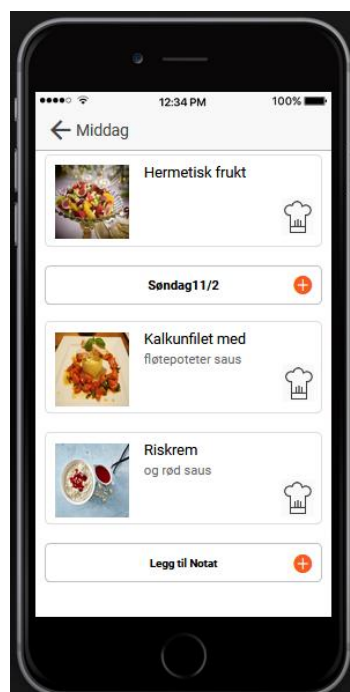 12:34 PM
100%
Middag
Hermetisk frukt
Søndag11/2
Kalkunfilet med
fløtepoteter saus
Riskrem
og rød saus
Legg til Notat